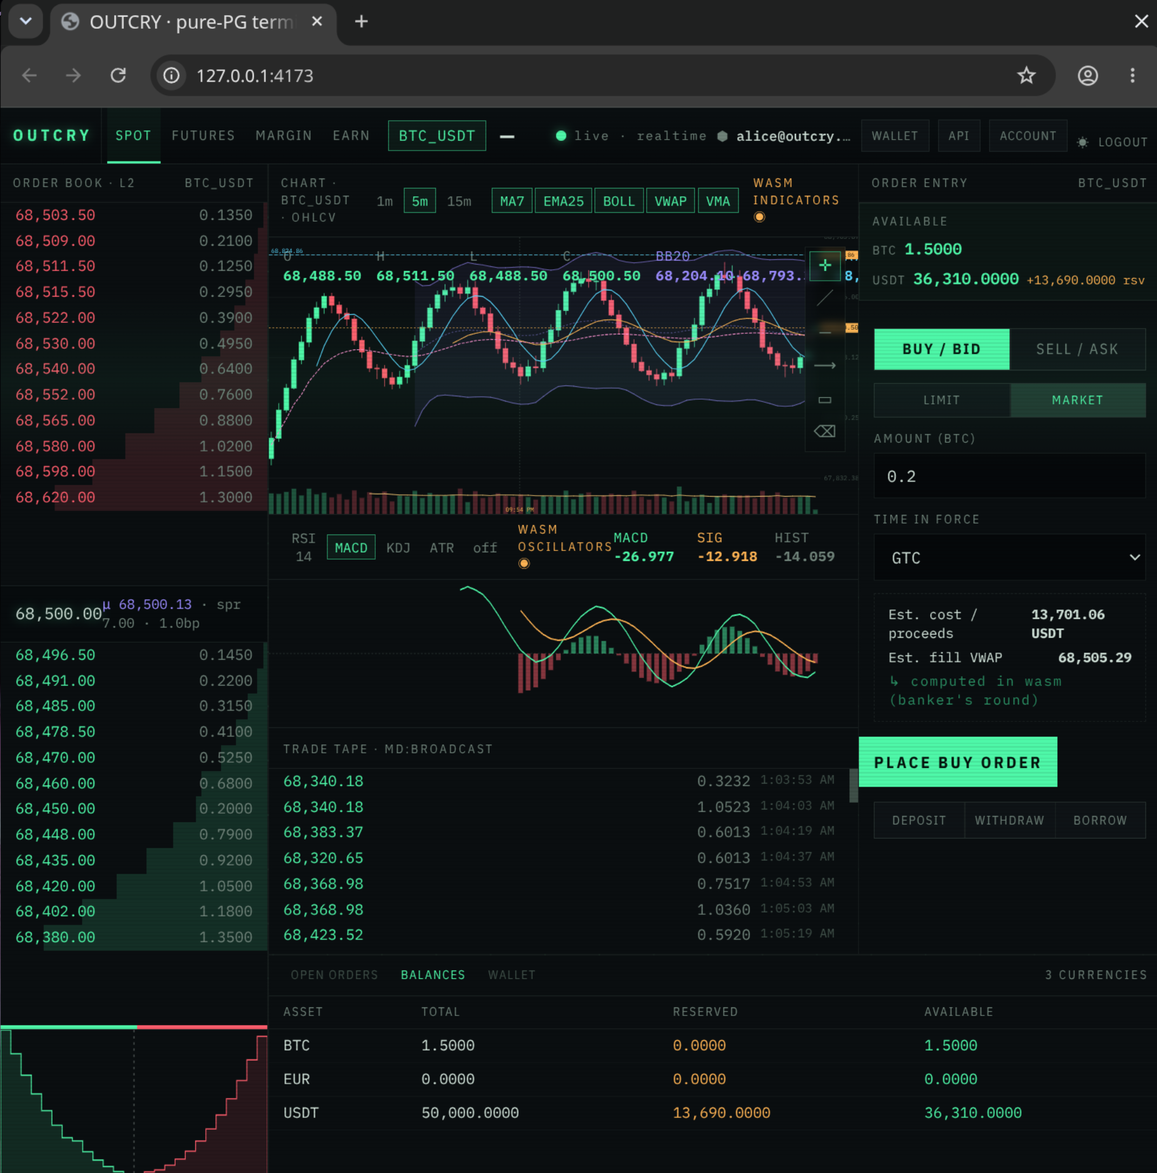 OUTCRY · pure-PG term
127.0.0.1:4173
OUTCRY
SPOT
FUTURES
MARGIN
EARN
BTC_USDT
live · realtime
alice@outcry.…
WALLET
API
ACCOUNT
LOGOUT
ORDER BOOK · L2 BTC_USDT
68,503.50 0.1350
68,509.00 0.2100
68,511.50 0.1250
68,515.50 0.2950
68,522.00 0.3900
68,530.00 0.4950
68,540.00 0.6400
68,552.00 0.7600
68,565.00 0.8800
68,580.00 1.0200
68,598.00 1.1500
68,620.00 1.3000
68,500.00
µ 68,500.13 · spr
7.00 · 1.0bp
68,496.50 0.1450
68,491.00 0.2200
68,485.00 0.3150
68,478.50 0.4100
68,470.00 0.5250
68,460.00 0.6800
68,450.00 0.2000
68,448.00 0.7900
68,435.00 0.9200
68,420.00 1.0500
68,402.00 1.1800
68,380.00 1.3500
CHART ·
BTC_USDT
· OHLCV
1m 5m 15m
MA7 EMA25 BOLL VWAP VMA
WASM
INDICATORS
O H L C BB20
68,488.50 68,511.50 68,488.50 68,500.50 68,204.10 68,793.
09:54 PM
RSI
14
MACD KDJ ATR off
WASM
OSCILLATORS
MACD SIG HIST
-26.977 -12.918 -14.059
TRADE TAPE · MD:BROADCAST
68,340.18 0.3232 1:03:53 AM
68,340.18 1.0523 1:04:03 AM
68,383.37 0.6013 1:04:19 AM
68,320.65 0.6013 1:04:37 AM
68,368.98 0.7517 1:04:53 AM
68,368.98 1.0360 1:05:03 AM
68,423.52 0.5920 1:05:19 AM
ORDER ENTRY BTC_USDT
AVAILABLE
BTC 1.5000
USDT 36,310.0000 +13,690.0000 rsv
BUY / BID SELL / ASK
LIMIT MARKET
AMOUNT (BTC)
0.2
TIME IN FORCE
GTC
Est. cost /
proceeds
13,701.06
USDT
Est. fill VWAP 68,505.29
↳ computed in wasm
(banker's round)
PLACE BUY ORDER
DEPOSIT WITHDRAW BORROW
OPEN ORDERS BALANCES WALLET 3 CURRENCIES
ASSET TOTAL RESERVED AVAILABLE
BTC 1.5000 0.0000 1.5000
EUR 0.0000 0.0000 0.0000
USDT 50,000.0000 13,690.0000 36,310.0000